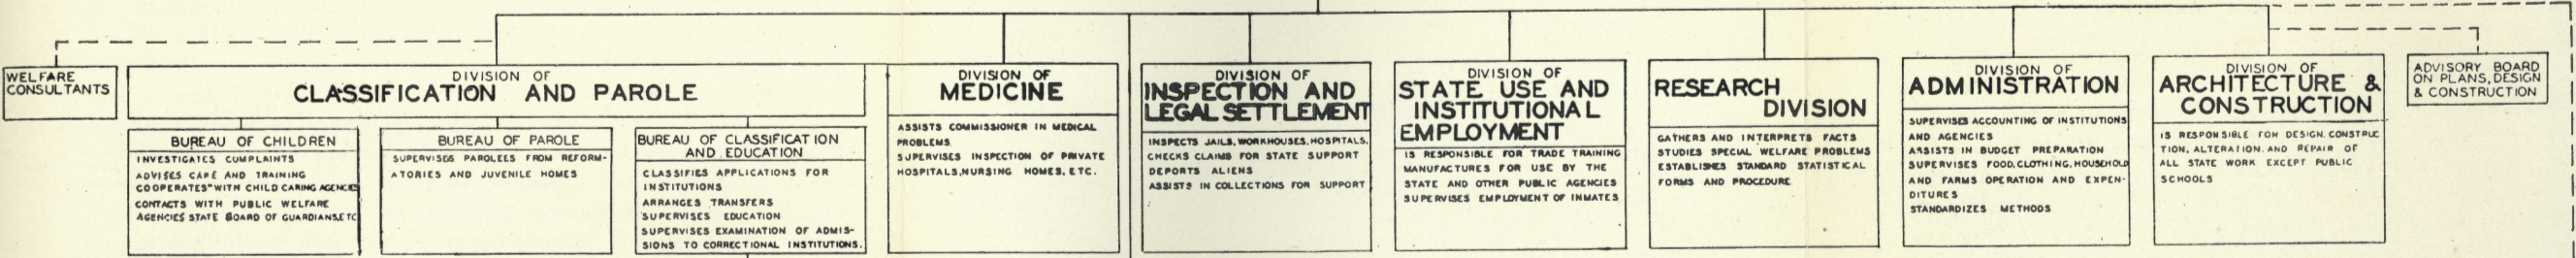 WELFARE
CONSULTANTS
DIVISION OF
CLASSIFICATION AND PAROLE
BUREAU OF CHILDREN
INVESTIGATES COMPLAINTS
ADVISES CARE AND TRAINING
COOPERATES WITH CHILD CARING AGENCIES
CONTACTS WITH PUBLIC WELFARE
AGENCIES STATE BOARD OF GUARDIANS,ETC
BUREAU OF PAROLE
SUPERVISES PAROLEES FROM REFORM-
ATORIES AND JUVENILE HOMES
BUREAU OF CLASSIFICATION
AND EDUCATION
CLASSIFIES APPLICATIONS FOR
INSTITUTIONS
ARRANGES TRANSFERS
SUPERVISES EDUCATION
SUPERVISES EXAMINATION OF ADMIS-
SIONS TO CORRECTIONAL INSTITUTIONS.
DIVISION OF
MEDICINE
ASSISTS COMMISSIONER IN MEDICAL
PROBLEMS
SUPERVISES INSPECTION OF PRIVATE
HOSPITALS, NURSING HOMES, ETC.
DIVISION OF
INSPECTION AND
LEGAL SETTLEMENT
INSPECTS JAILS, WORKHOUSES, HOSPITALS.
CHECKS CLAIMS FOR STATE SUPPORT
DEPORTS ALIENS
ASSISTS IN COLLECTIONS FOR SUPPORT
DIVISION OF
STATE USE AND
INSTITUTIONAL
EMPLOYMENT
IS RESPONSIBLE FOR TRADE TRAINING
MANUFACTURES FOR USE BY THE
STATE AND OTHER PUBLIC AGENCIES
SUPERVISES EMPLOYMENT OF INMATES
RESEARCH
DIVISION
GATHERS AND INTERPRETS FACTS
STUDIES SPECIAL WELFARE PROBLEMS
ESTABLISHES STANDARD STATISTICAL
FORMS AND PROCEDURE
DIVISION OF
ADMINISTRATION
SUPERVISES ACCOUNTING OF INSTITUTIONS
AND AGENCIES
ASSISTS IN BUDGET PREPARATION
SUPERVISES FOOD, CLOTHING, HOUSEHOLD
AND FARMS OPERATION AND EXPEN-
DITURES
STANDARDIZES METHODS
DIVISION OF
ARCHITECTURE &
CONSTRUCTION
IS RESPONSIBLE FOR DESIGN, CONSTRUC
TION, ALTERATION, AND REPAIR OF
ALL STATE WORK EXCEPT PUBLIC
SCHOOLS
ADVISORY BOARD
ON PLANS, DESIGN
& CONSTRUCTION